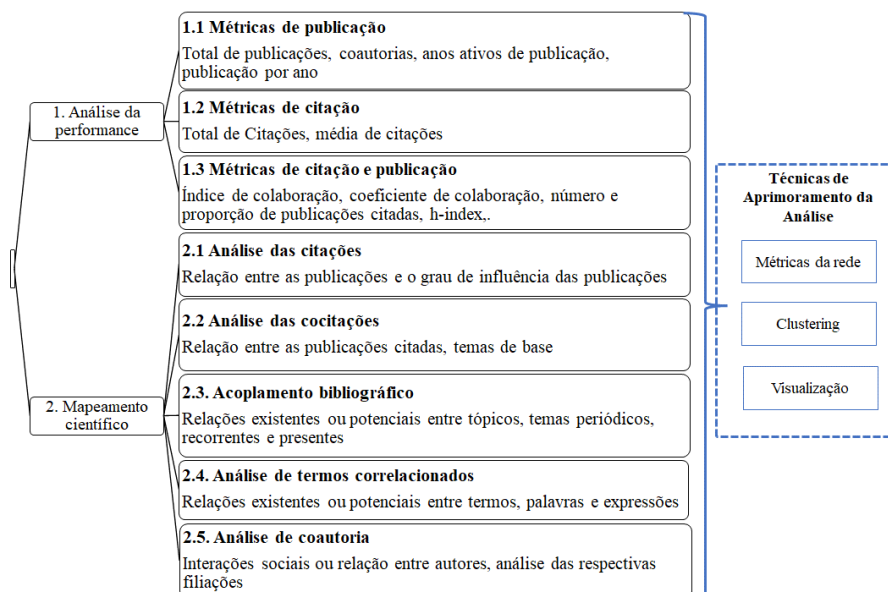 1. Análise da
performance
1.1 Métricas de publicação
Total de publicações, coautorias, anos ativos de publicação,
publicação por ano
1.2 Métricas de citação
Total de Citações, média de citações
1.3 Métricas de citação e publicação
Índice de colaboração, coeficiente de colaboração, número e
proporção de publicações citadas, h-index,.
2. Mapeamento
científico
2.1 Análise das citações
Relação entre as publicações e o grau de influência das publicações
2.2 Análise das cocitações
Relação entre as publicações citadas, temas de base
2.3. Acoplamento bibliográfico
Relações existentes ou potenciais entre tópicos, temas periódicos,
recorrentes e presentes
2.4. Análise de termos correlacionados
Relações existentes ou potenciais entre termos, palavras e expressões
2.5. Análise de coautoria
Interações sociais ou relação entre autores, análise das respectivas
filiações
Técnicas de
Aprimoramento da
Análise
Métricas da rede
Clustering
Visualização